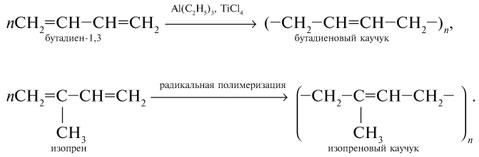 Al(C₂H₅)₃, TiCl₄
nCH₂=CH—CH=CH₂ (—CH₂—CH=CH—CH₂—)ₙ,
бутадиен-1,3 бутадиеновый каучук
радикальная полимеризация
nCH₂=C—CH=CH₂ (—CH₂—C=CH—CH₂—)ₙ.
CH₃ CH₃
изопрен изопреновый каучук